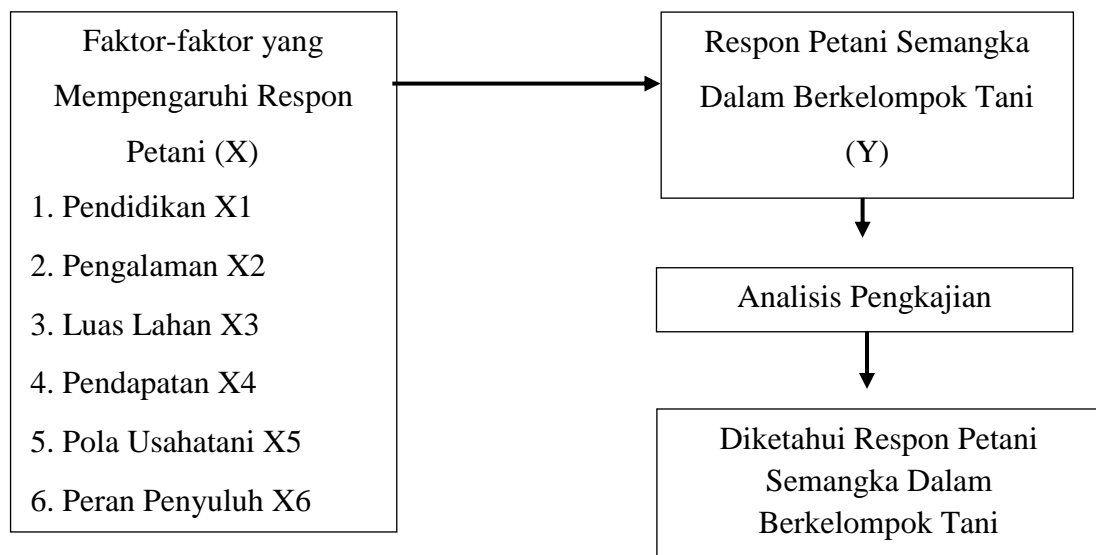 Faktor-faktor yang
Mempengaruhi Respon
Petani (X)
1. Pendidikan X1
2. Pengalaman X2
3. Luas Lahan X3
4. Pendapatan X4
5. Pola Usahatani X5
6. Peran Penyuluh X6
Respon Petani Semangka
Dalam Berkelompok Tani
(Y)
Analisis Pengkajian
Diketahui Respon Petani
Semangka Dalam
Berkelompok Tani